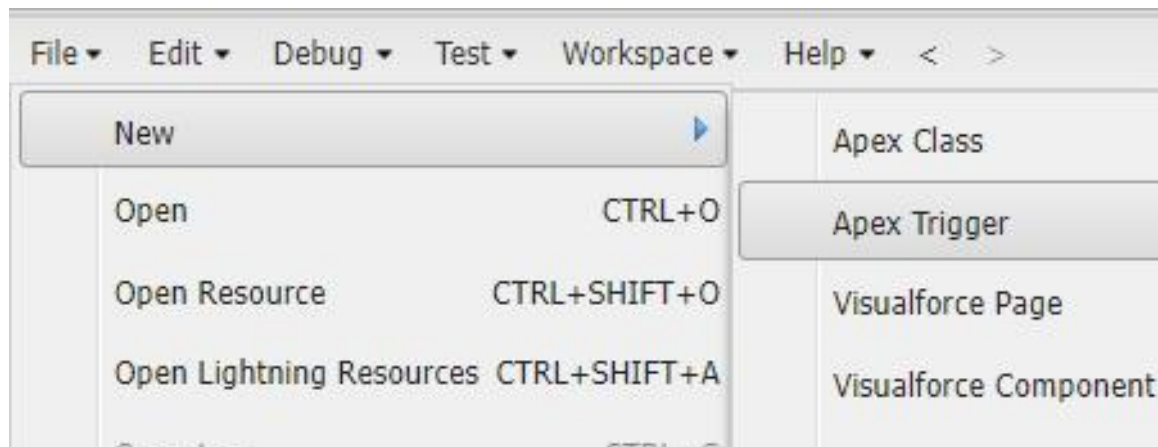 File Edit Debug Test Workspace Help < >
New
Apex Class
Open CTRL+O
Apex Trigger
Open Resource CTRL+SHIFT+O
Visualforce Page
Open Lightning Resources CTRL+SHIFT+A
Visualforce Component